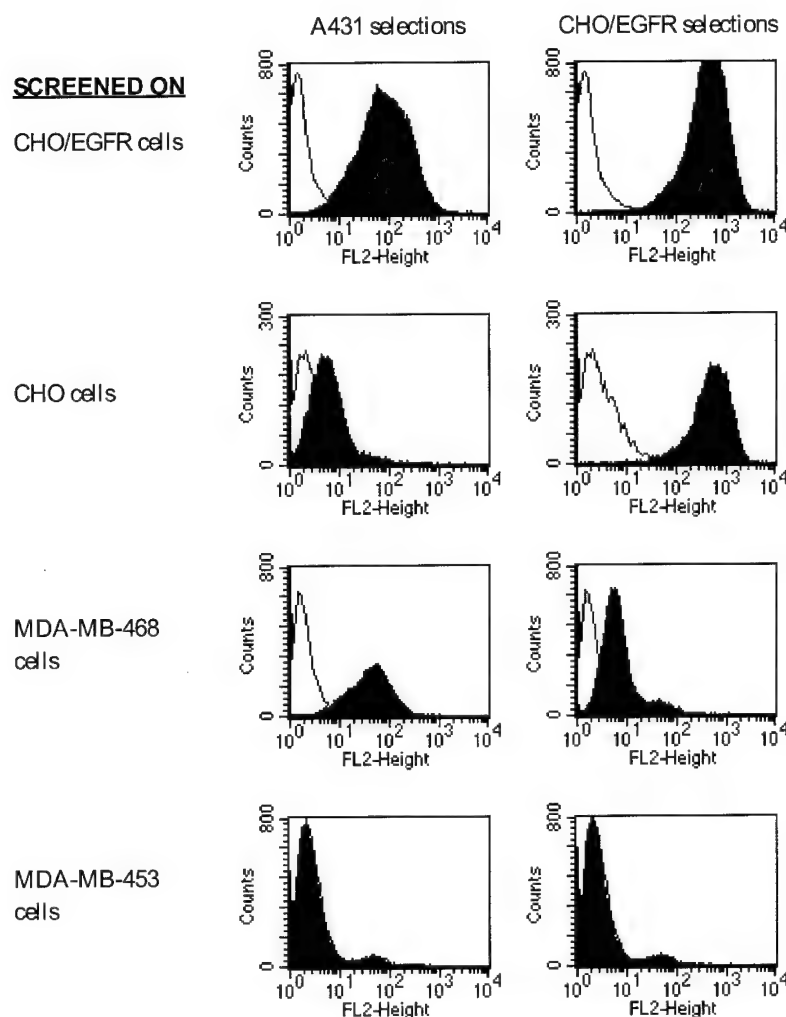 A431 selections
CHO/EGFR selections
SCREENED ON
CHO/EGFR cells
800
Counts
0
10^0 10^1 10^2 10^3 10^4
FL2-Height
800
Counts
0
10^0 10^1 10^2 10^3 10^4
FL2-Height
CHO cells
300
Counts
0
10^0 10^1 10^2 10^3 10^4
FL2-Height
300
Counts
0
10^0 10^1 10^2 10^3 10^4
FL2-Height
MDA-MB-468
cells
800
Counts
0
10^0 10^1 10^2 10^3 10^4
FL2-Height
800
Counts
0
10^0 10^1 10^2 10^3 10^4
FL2-Height
MDA-MB-453
cells
800
Counts
0
10^0 10^1 10^2 10^3 10^4
FL2-Height
800
Counts
0
10^0 10^1 10^2 10^3 10^4
FL2-Height